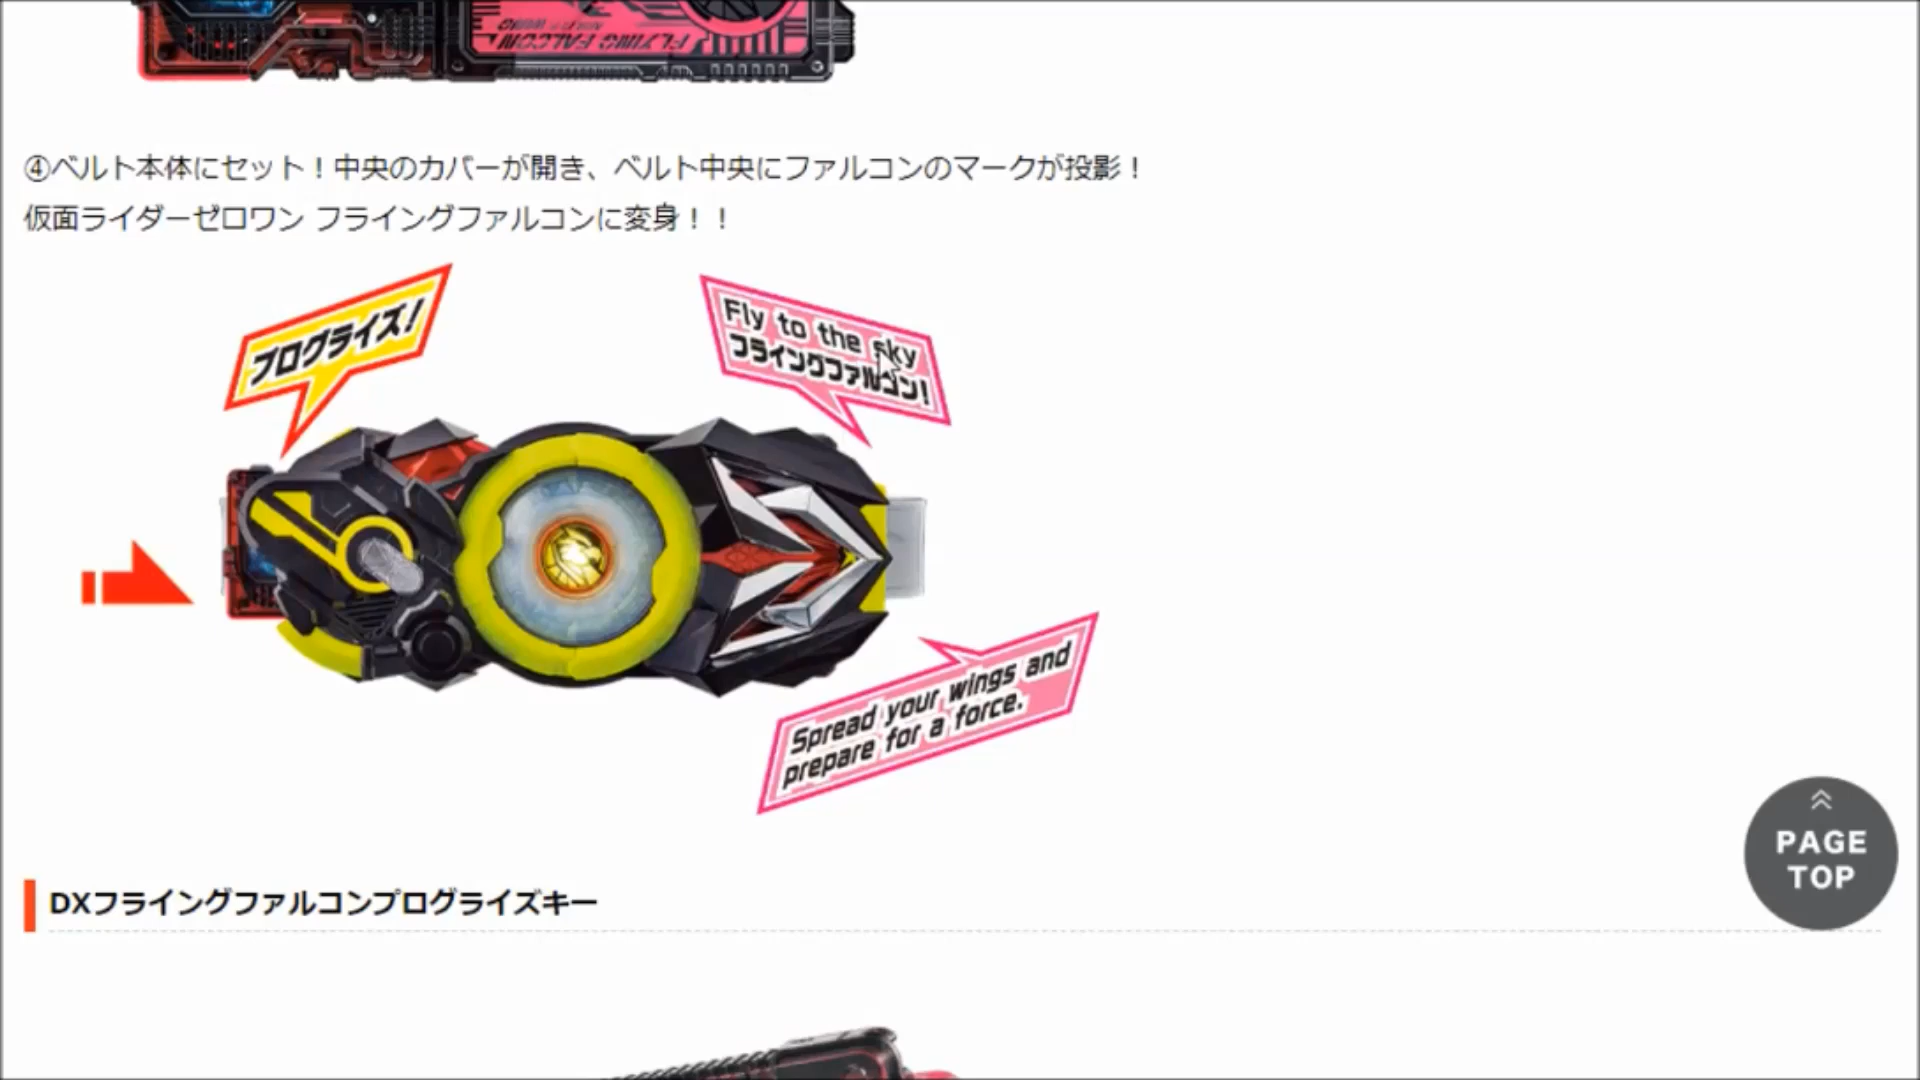 FLYING FALCON
④ベルト本体にセット！中央のカバーが開き、ベルト中央にファルコンのマークが投影！
仮面ライダーゼロワン フライングファルコンに変身！！
プログライズ！
Fly to the sky
フライングファルコン！
Spread your wings and
prepare for a force.
PAGE
TOP
DXフライングファルコンプログライズキー